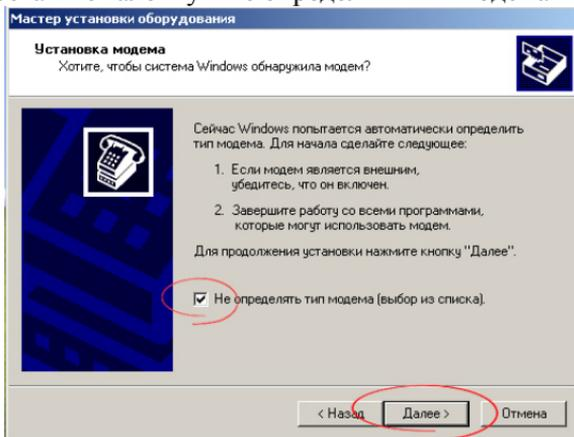 Мастер установки оборудования
Установка модема
Хотите, чтобы система Windows обнаружила модем?
Сейчас Windows попытается автоматически определить
тип модема. Для начала сделайте следующее:
1. Если модем является внешним,
убедитесь, что он включен.
2. Завершите работу со всеми программами,
которые могут использовать модем.
Для продолжения установки нажмите кнопку "Далее".
Не определять тип модема (выбор из списка).
< Назад
Далее >
Отмена